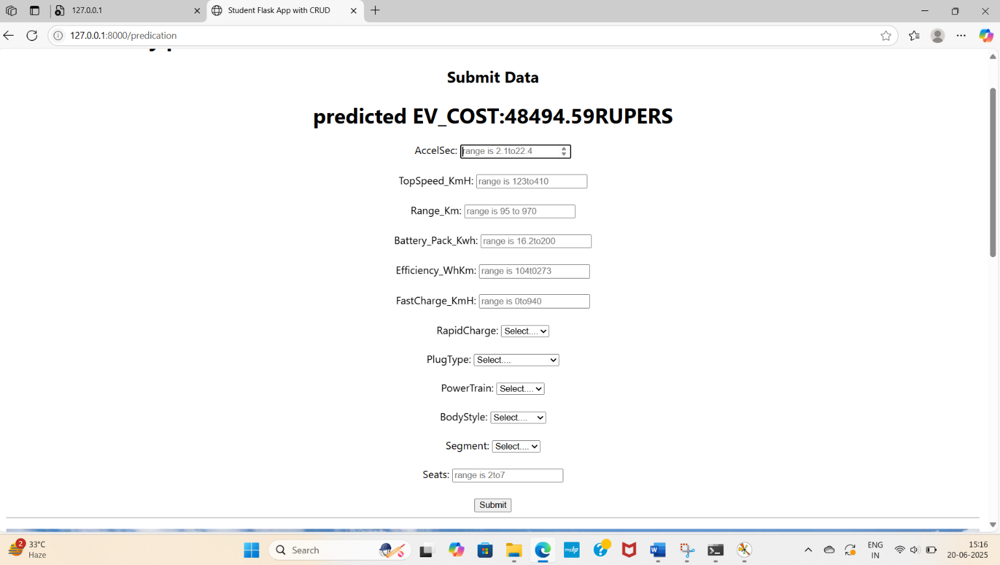 127.0.0.1
Student Flask App with CRUD
127.0.0.1:8000/predication
Submit Data
predicted EV_COST:48494.59RUPERS
AccelSec: range is 2.1to22.4
TopSpeed_KmH: range is 123to410
Range_Km: range is 95 to 970
Battery_Pack_Kwh: range is 16.2to200
Efficiency_WhKm: range is 104t0273
FastCharge_KmH: range is 0to940
RapidCharge: Select....
PlugType: Select....
PowerTrain: Select....
BodyStyle: Select....
Segment: Select....
Seats: range is 2to7
Submit
2
33°C
Haze
Search
myhp
W
ENG
IN
15:16
20-06-2025